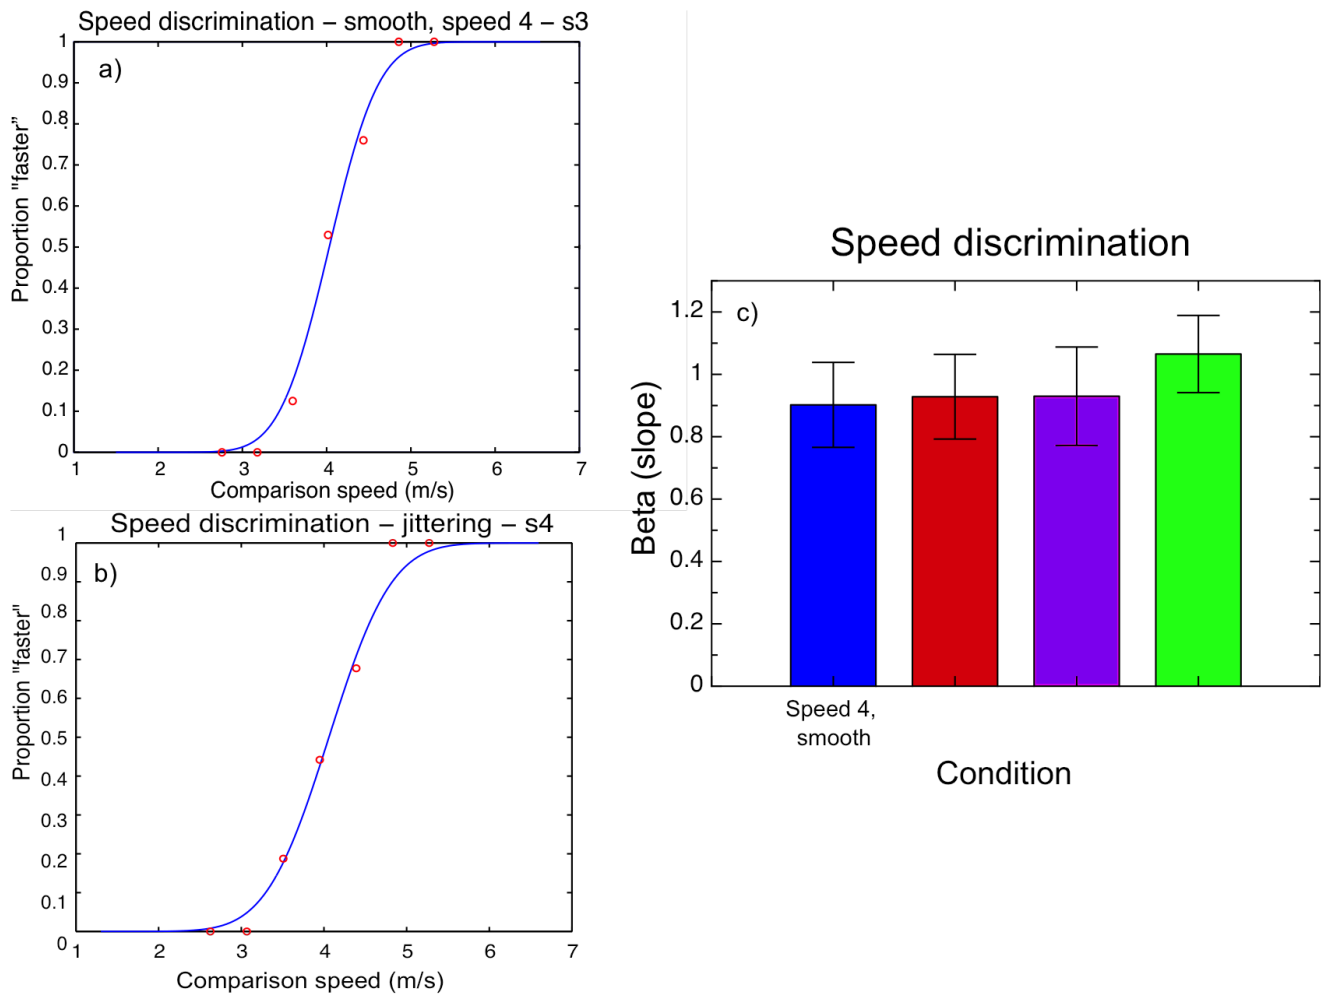 Speed discrimination − smooth, speed 4 − s3
a)
1
0.9
0.8
0.7
0.6
0.5
0.4
0.3
0.2
0.1
0
Proportion "faster"
1 2 3 4 5 6 7
Comparison speed (m/s)
Speed discrimination − jittering − s4
b)
1
0.9
0.8
0.7
0.6
0.5
0.4
0.3
0.2
0.1
0
Proportion "faster"
1 2 3 4 5 6 7
Comparison speed (m/s)
Speed discrimination
c)
1.2
1
0.8
0.6
0.4
0.2
0
Beta (slope)
Speed 4,
smooth
Condition